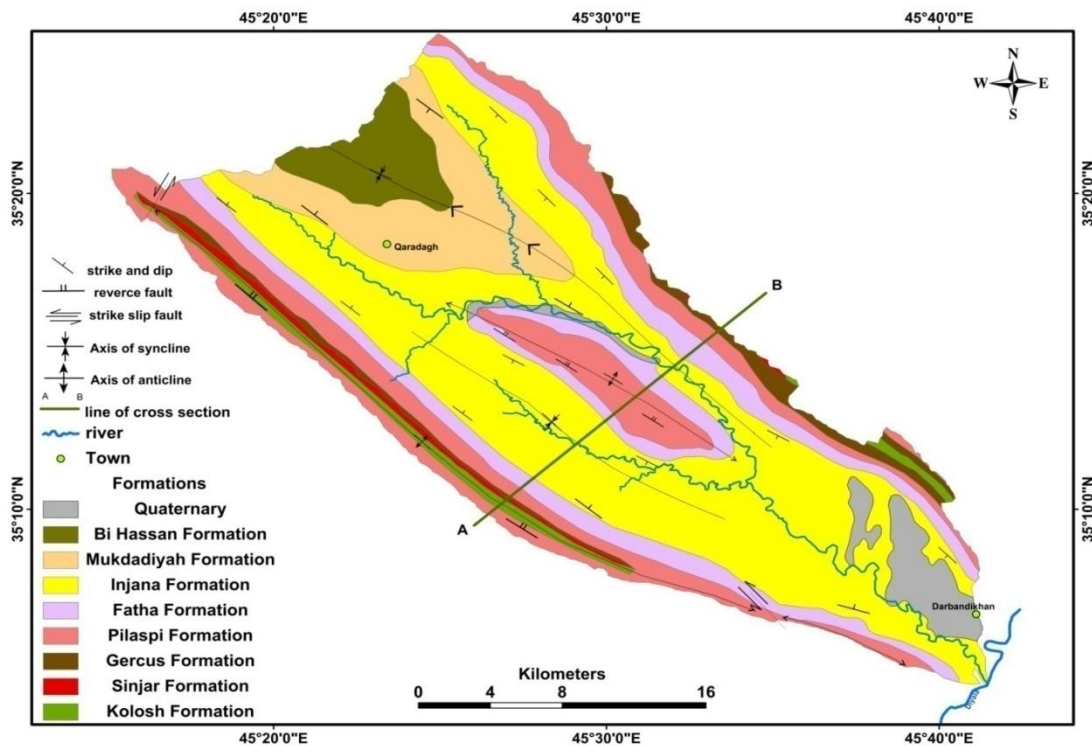 45°20'0"E
45°30'0"E
45°40'0"E
N
W E
S
35°20'0"N
35°20'0"N
Qaradagh
B
strike and dip
reverce fault
strike slip fault
Axis of syncline
Axis of anticline
A B
line of cross section
river
Town
Formations
Quaternary
Bi Hassan Formation
Mukdadiyah Formation
Injana Formation
Fatha Formation
Pilaspi Formation
Gercus Formation
Sinjar Formation
Kolosh Formation
35°10'0"N
35°10'0"N
A
Darbandikhan
Kilometers
0 4 8 16
45°20'0"E
45°30'0"E
45°40'0"E